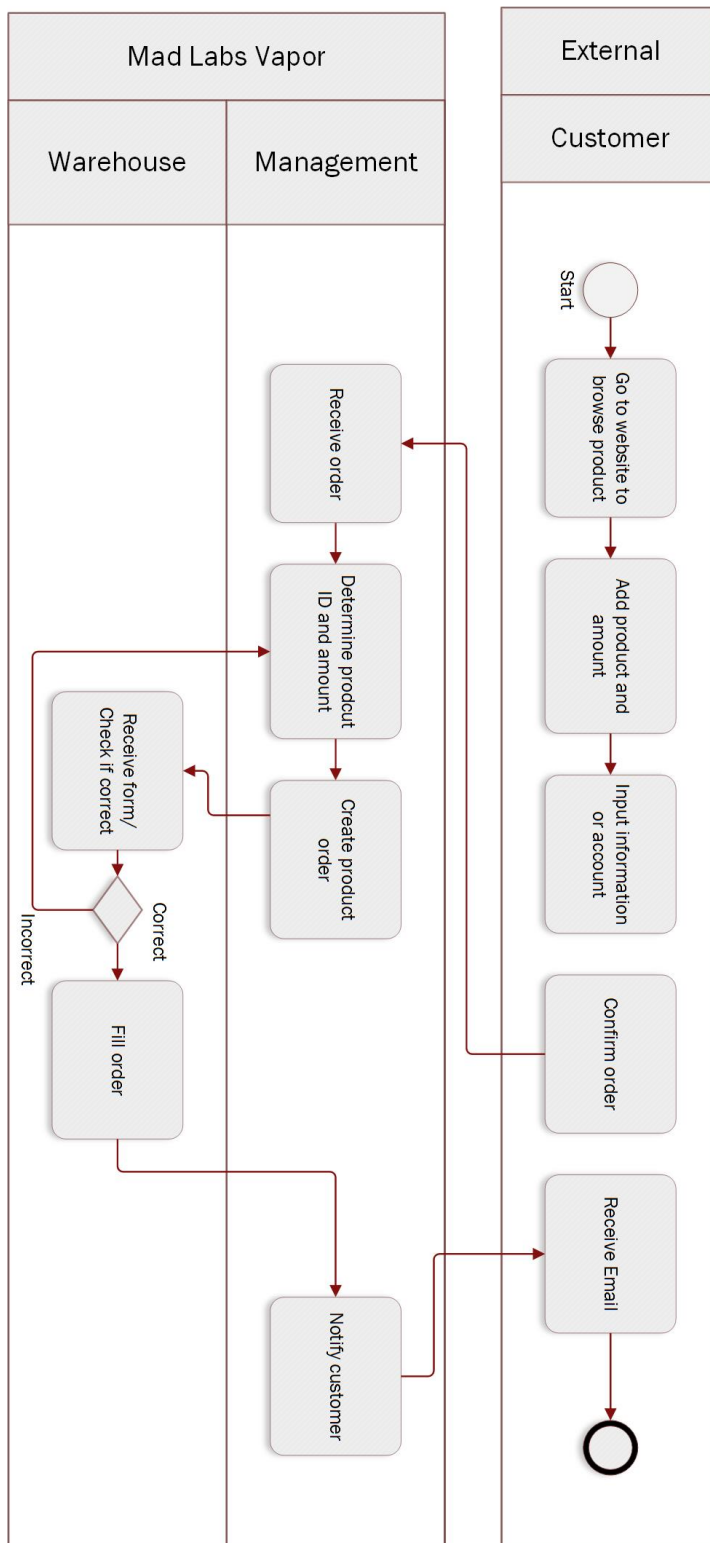 Mad Labs Vapor
External
Warehouse
Management
Customer
Start
Go to website to
browse product
Add product and
amount
Input information
or account
Confirm order
Receive Email
Receive order
Determine prodcut
ID and amount
Create product
order
Notify customer
Receive form/
Check if correct
Correct
Incorrect
Fill order